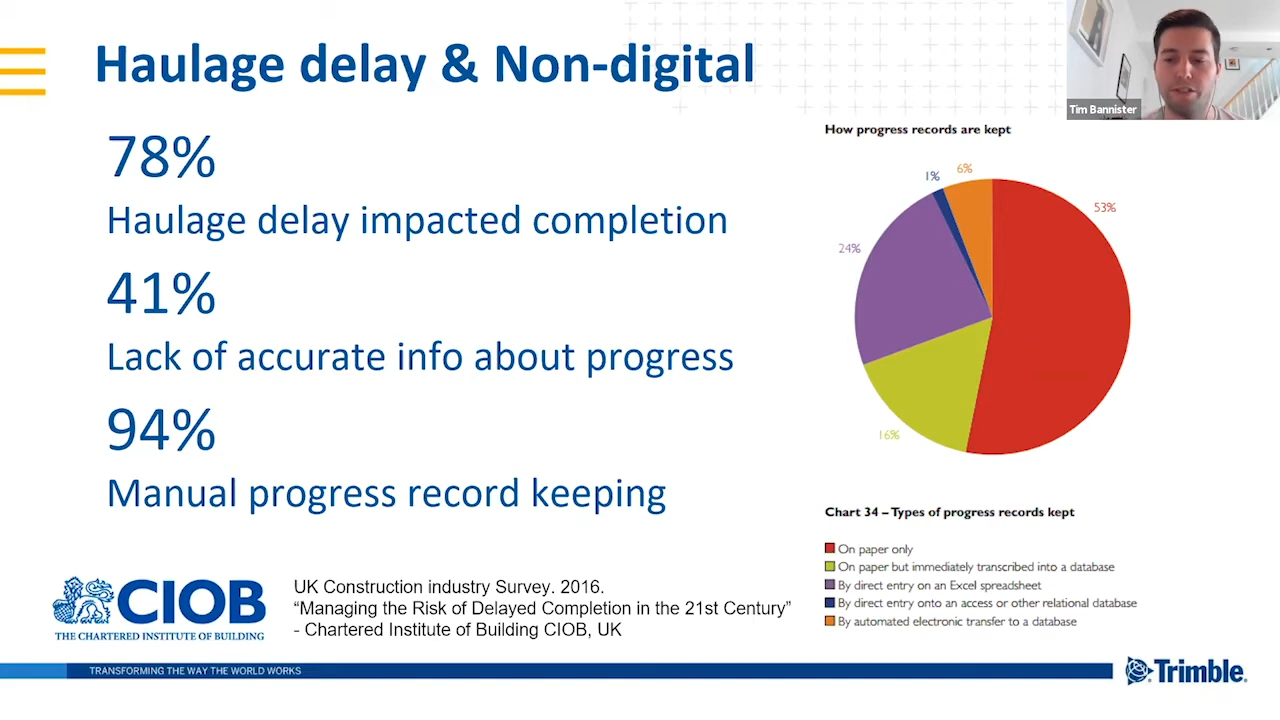 Haulage delay & Non-digital
Tim Bannister
78%
Haulage delay impacted completion
41%
Lack of accurate info about progress
94%
Manual progress record keeping
How progress records are kept
1%
6%
53%
24%
16%
Chart 34 – Types of progress records kept
On paper only
On paper but immediately transcribed into a database
By direct entry on an Excel spreadsheet
By direct entry onto an access or other relational database
By automated electronic transfer to a database
CIOB
THE CHARTERED INSTITUTE OF BUILDING
UK Construction industry Survey. 2016.
“Managing the Risk of Delayed Completion in the 21st Century”
- Chartered Institute of Building CIOB, UK
TRANSFORMING THE WAY THE WORLD WORKS
Trimble